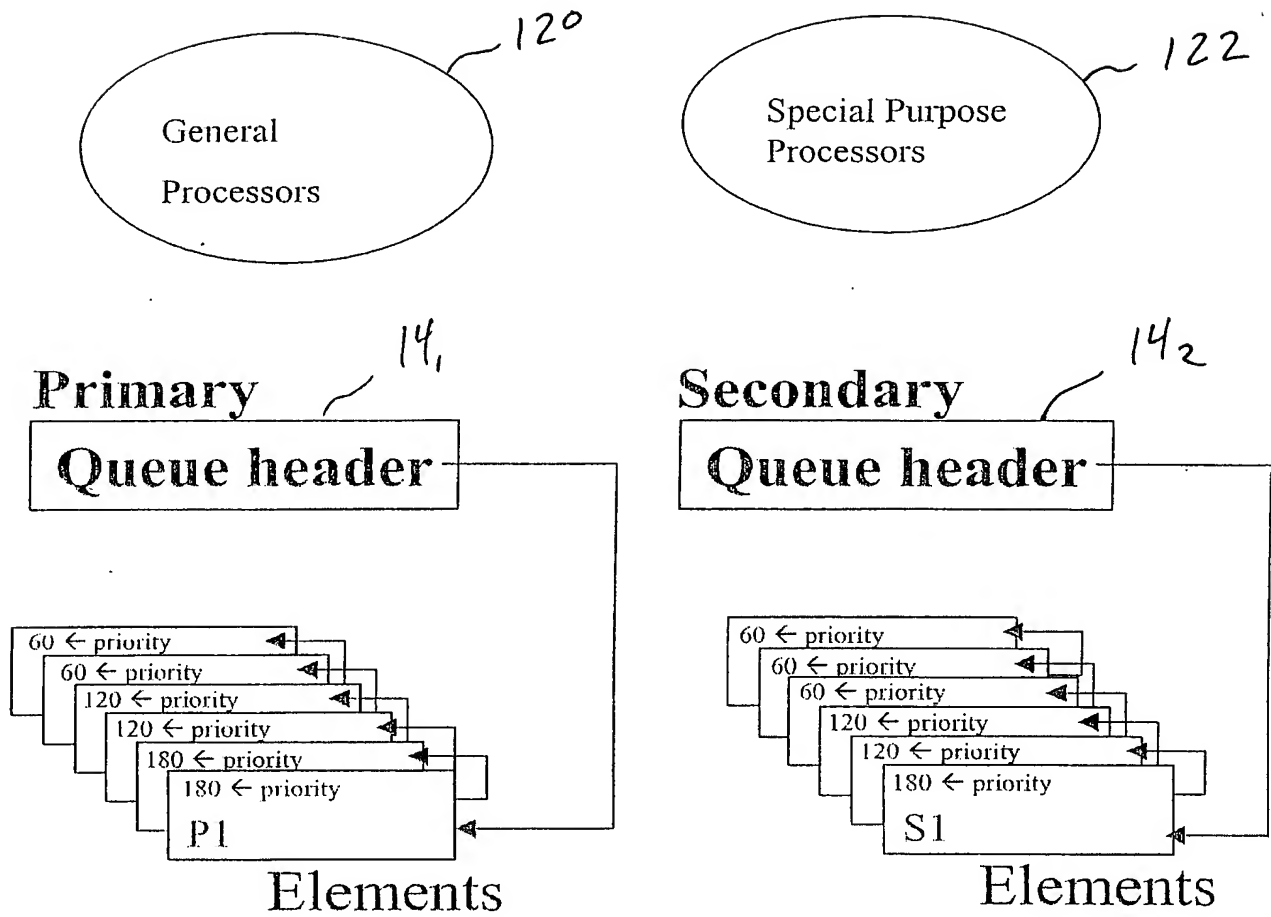 120
General
Processors
122
Special Purpose
Processors
14₁
Primary
Queue header
14₂
Secondary
Queue header
60 ← priority
60 ← priority
120 ← priority
120 ← priority
180 ← priority
180 ← priority
P1
Elements
60 ← priority
60 ← priority
60 ← priority
120 ← priority
120 ← priority
180 ← priority
S1
Elements